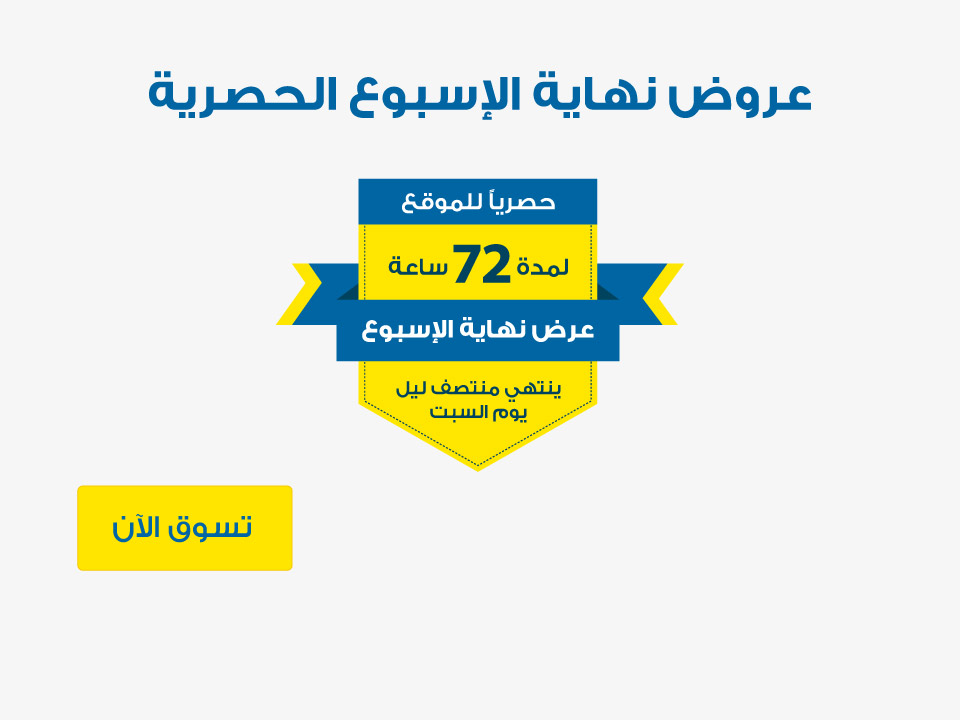 عروض نهاية الإسبوع الحصرية
حصرياً للموقع
لمدة 72 ساعة
عرض نهاية الإسبوع
ينتهي منتصف ليل
يوم السبت
تسوق الآن